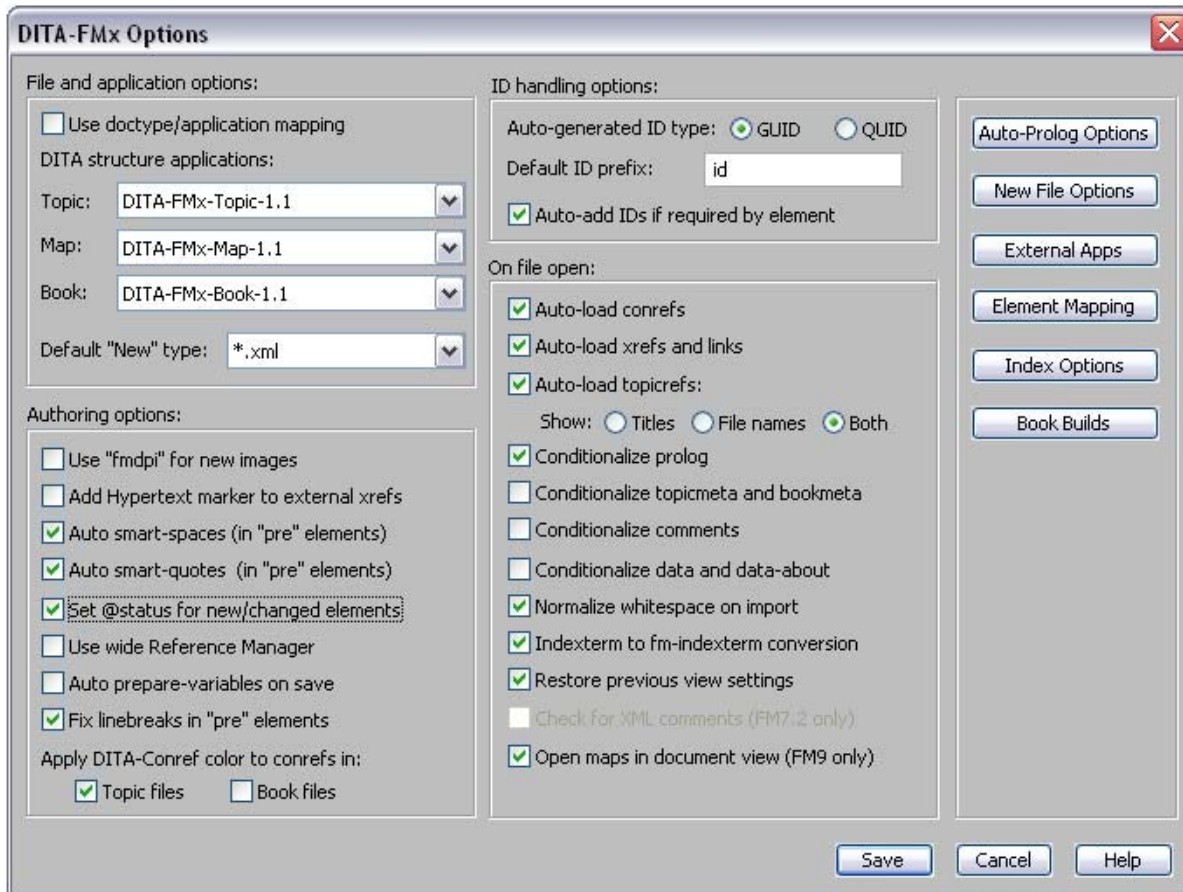 DITA-FMx Options
File and application options:
Use doctype/application mapping
DITA structure applications:
Topic: DITA-FMx-Topic-1.1
Map: DITA-FMx-Map-1.1
Book: DITA-FMx-Book-1.1
Default "New" type: *.xml
Authoring options:
Use "fmdpi" for new images
Add Hypertext marker to external xrefs
Auto smart-spaces (in "pre" elements)
Auto smart-quotes (in "pre" elements)
Set @status for new/changed elements
Use wide Reference Manager
Auto prepare-variables on save
Fix linebreaks in "pre" elements
Apply DITA-Conref color to conrefs in:
Topic files Book files
ID handling options:
Auto-generated ID type: GUID QUID
Default ID prefix: id
Auto-add IDs if required by element
On file open:
Auto-load conrefs
Auto-load xrefs and links
Auto-load topicrefs:
Show: Titles File names Both
Conditionalize prolog
Conditionalize topicmeta and bookmeta
Conditionalize comments
Conditionalize data and data-about
Normalize whitespace on import
Indexterm to fm-indexterm conversion
Restore previous view settings
Check for XML comments (FM7.2 only)
Open maps in document view (FM9 only)
Auto-Prolog Options
New File Options
External Apps
Element Mapping
Index Options
Book Builds
Save Cancel Help